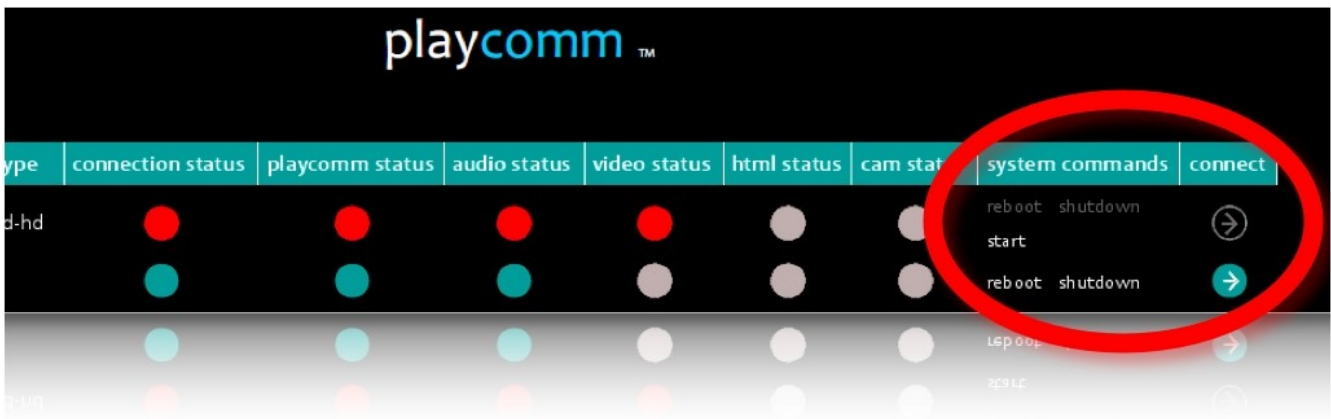 playcomm ™
ype connection status playcomm status audio status video status html status cam stat system commands connect
d-hd reboot shutdown
start
reboot shutdown